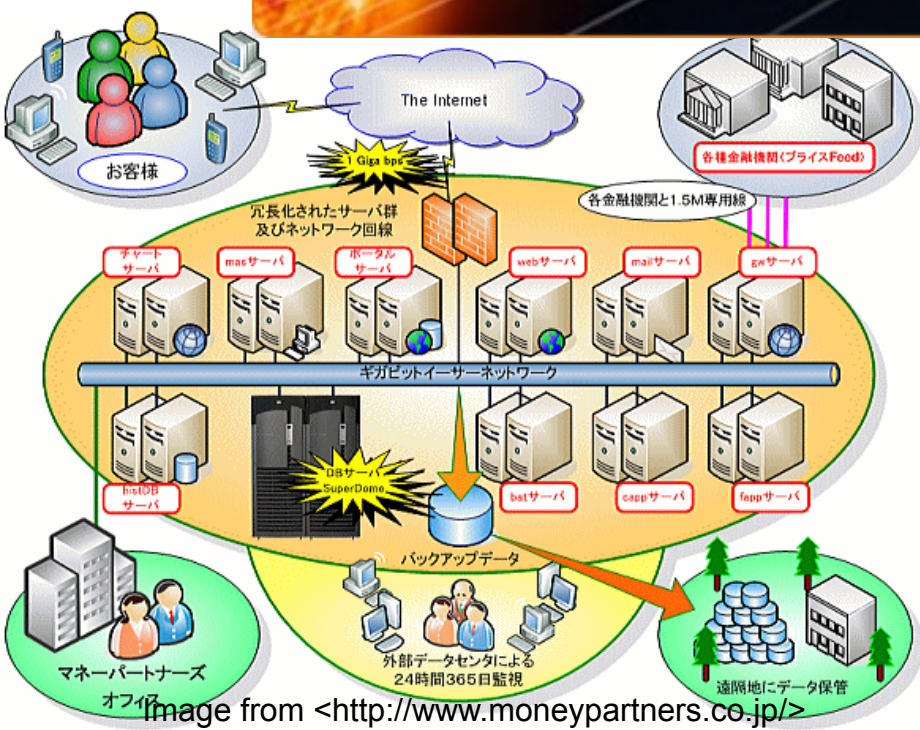 The Internet
お客様
1 Giga bps
各種金融機関(プライスFeed)
各金融機関と1.5M専用線
冗長化されたサーバ群
及びネットワーク回線
チャート
サーバ
masサーバ
ポータル
サーバ
webサーバ
mailサーバ
gwサーバ
ギガビットイーサーネットワーク
histDB
サーバ
DBサーバ
SuperDome
batサーバ
cappサーバ
fappサーバ
バックアップデータ
マネーパートナーズ
オフィス
外部データセンタによる
24時間365日監視
遠隔地にデータ保管
Image from <http://www.moneypartners.co.jp/>